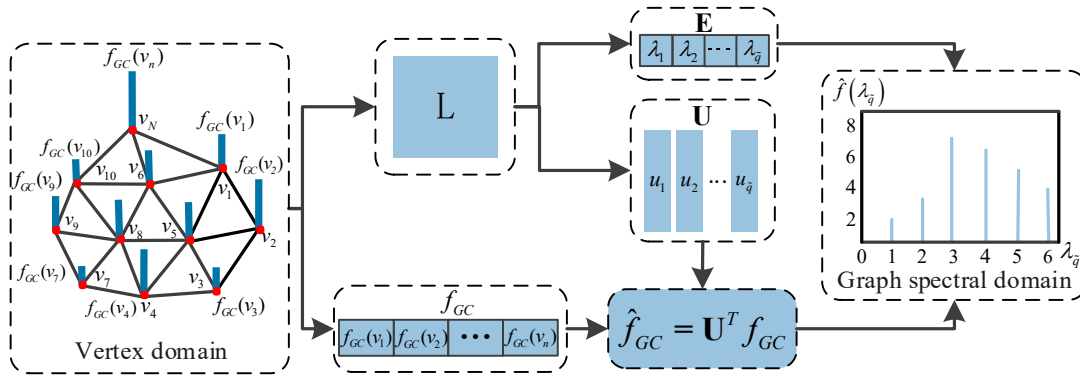 f_GC(v_n)
v_N
f_GC(v_1)
f_GC(v_10)
f_GC(v_2)
v_10
v_6
v_1
f_GC(v_9)
v_9
v_8
v_5
v_2
f_GC(v_7)
v_7
v_3
f_GC(v_4)
v_4
f_GC(v_3)
Vertex domain
L
E
λ_1 λ_2 ---- λ_q̃
U
u_1 u_2 ... u_q̃
f_GC
f_GC(v_1) f_GC(v_2) ••• f_GC(v_n)
f̂_GC = U^T f_GC
f̂(λ_q̃)
8
6
4
2
0 1 2 3 4 5 6 λ_q̃
Graph spectral domain